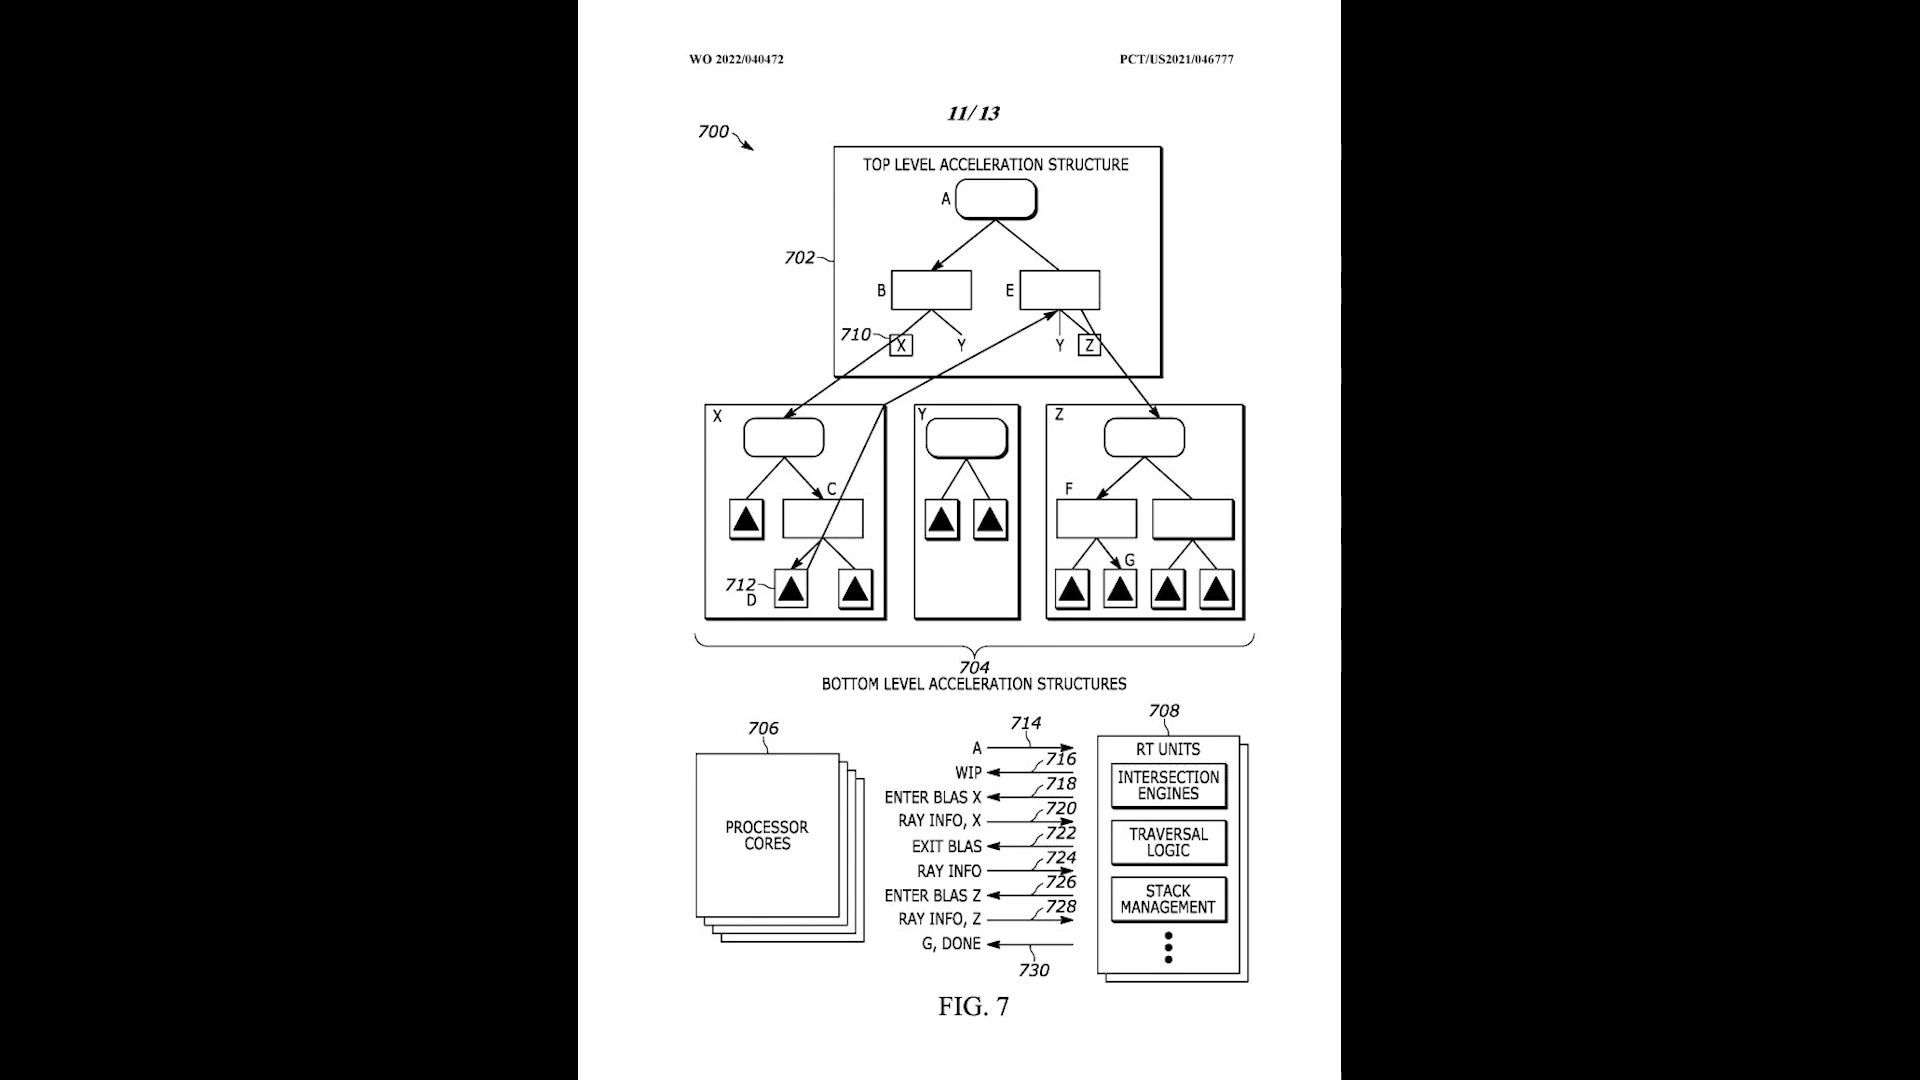 WO 2022/040472
PCT/US2021/046777
11/13
700
TOP LEVEL ACCELERATION STRUCTURE
A
702
B
E
710
X
Y
Y
Z
X
Y
Z
C
F
G
712
D
704
BOTTOM LEVEL ACCELERATION STRUCTURES
706
PROCESSOR
CORES
714
A
716
WIP
718
ENTER BLAS X
720
RAY INFO, X
722
EXIT BLAS
724
RAY INFO
726
ENTER BLAS Z
728
RAY INFO, Z
G, DONE
730
708
RT UNITS
INTERSECTION
ENGINES
TRAVERSAL
LOGIC
STACK
MANAGEMENT
FIG. 7